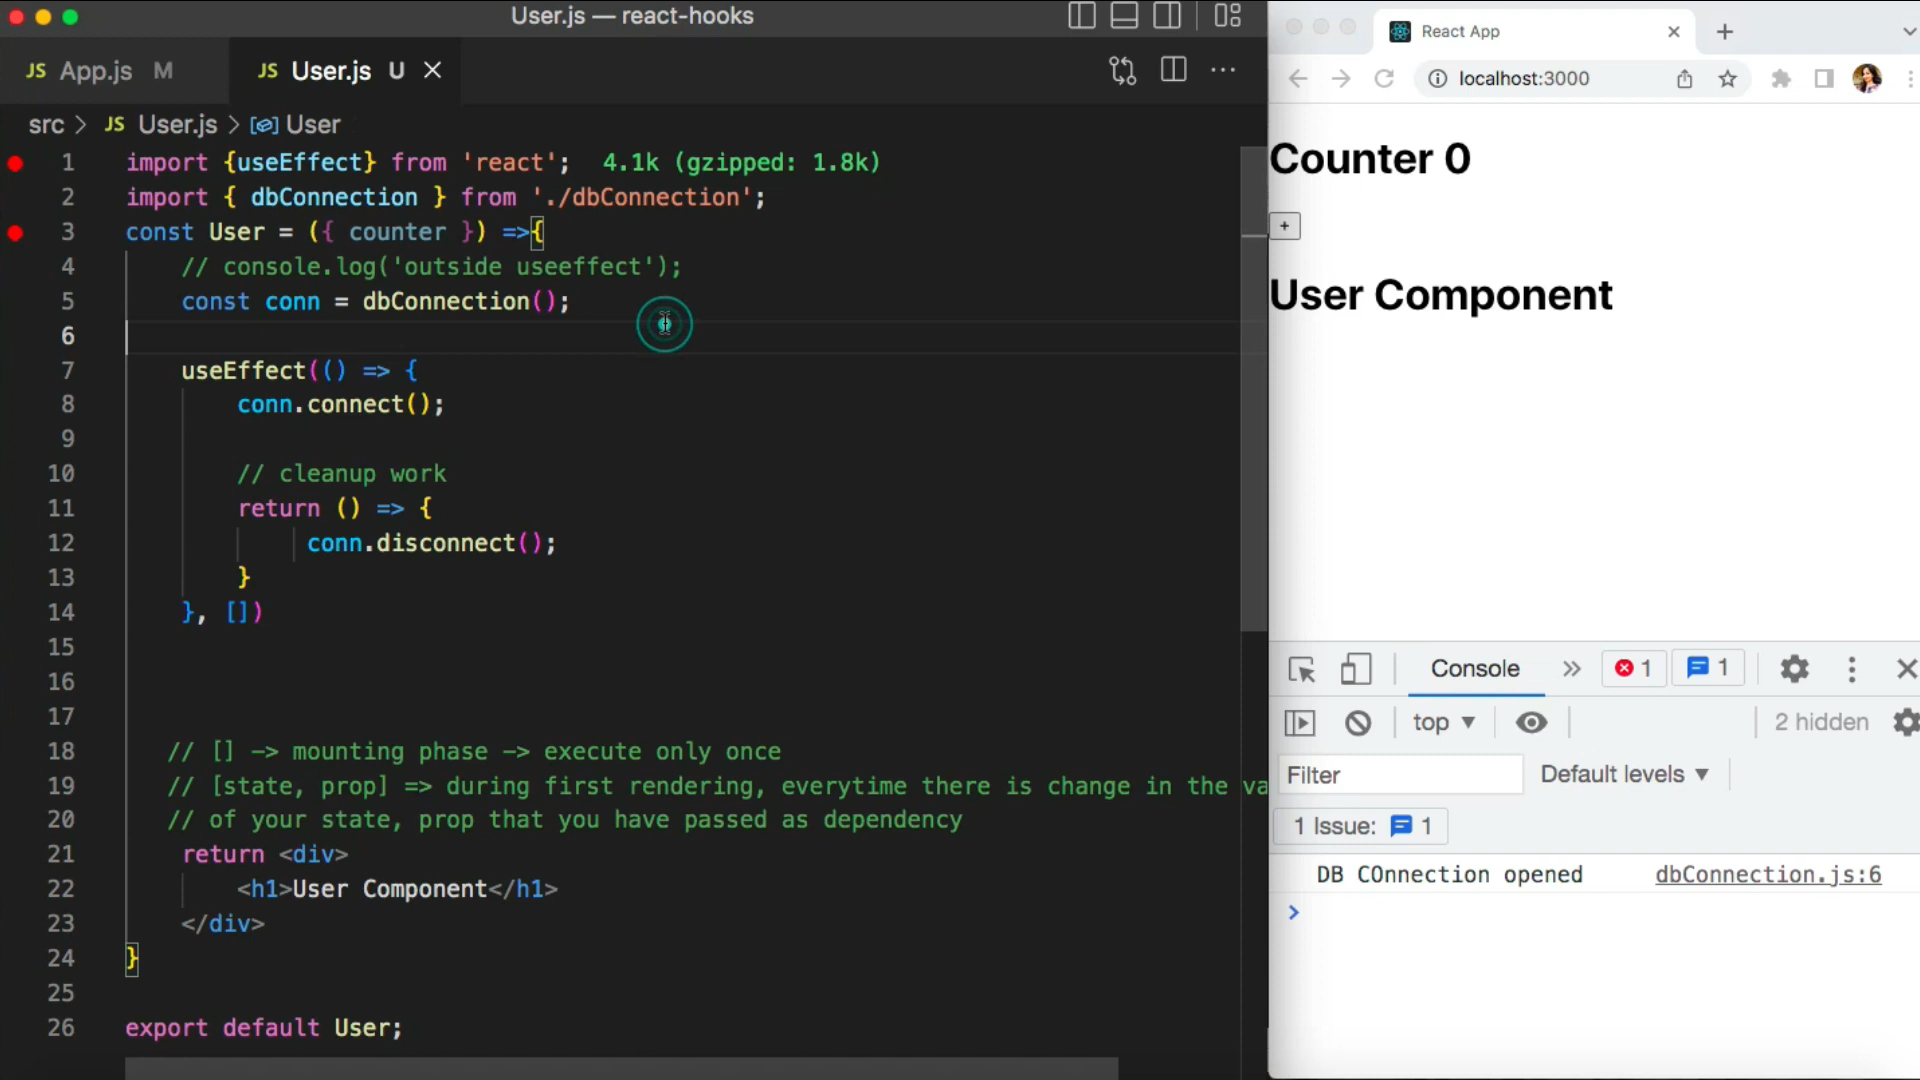 User.js — react-hooks
JS App.js M
JS User.js U
src > JS User.js > User
1 import {useEffect} from 'react'; 4.1k (gzipped: 1.8k)
2 import { dbConnection } from './dbConnection';
3 const User = ({ counter }) =>{
4 // console.log('outside useeffect');
5 const conn = dbConnection();
6
7 useEffect(() => {
8 conn.connect();
9
10 // cleanup work
11 return () => {
12 conn.disconnect();
13 }
14 }, [])
15
16
17
18 // [] -> mounting phase -> execute only once
19 // [state, prop] => during first rendering, everytime there is change in the va
20 // of your state, prop that you have passed as dependency
21 return <div>
22 <h1>User Component</h1>
23 </div>
24 }
25
26 export default User;
React App
localhost:3000
Counter 0
+
User Component
Console » 1 1
top 2 hidden
Filter Default levels
1 Issue: 1
DB COnnection opened dbConnection.js:6
>